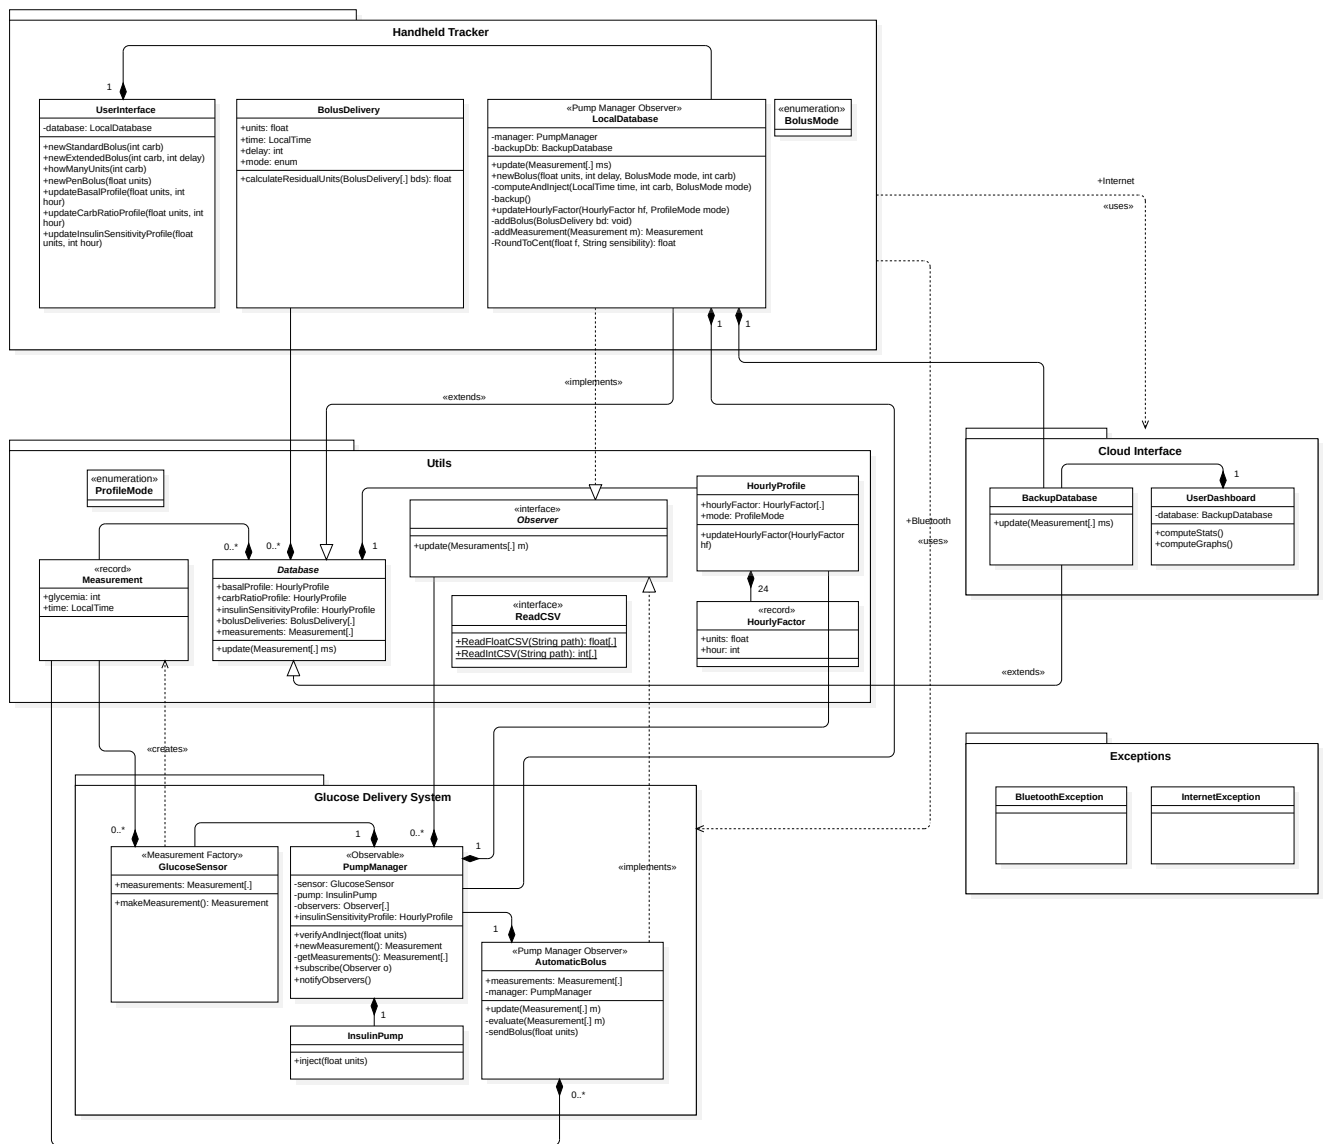 Handheld Tracker
1
UserInterface
-database: LocalDatabase
+newStandardBolus(int carb)
+newExtendedBolus(int carb, int delay)
+howManyUnits(int carb)
+newPenBolus(float units)
+updateBasalProfile(float units, int
hour)
+updateCarbRatioProfile(float units, int
hour)
+updateInsulinSensitivityProfile(float
units, int hour)
BolusDelivery
+units: float
+time: LocalTime
+delay: int
+mode: enum
+calculateResidualUnits(BolusDelivery[.] bds): float
«Pump Manager Observer»
LocalDatabase
-manager: PumpManager
-backupDb: BackupDatabase
+update(Measurement[.] ms)
+newBolus(float units, int delay, BolusMode mode, int carb)
-computeAndInject(LocalTime time, int carb, BolusMode mode)
-backup()
+updateHourlyFactor(HourlyFactor hf, ProfileMode mode)
-addBolus(BolusDelivery bd: void)
-addMeasurement(Measurement m): Measurement
-RoundToCent(float f, String sensibility): float
«enumeration»
BolusMode
+Internet
«uses»
1
1
«implements»
«extends»
Utils
«enumeration»
ProfileMode
0..*
0..*
1
«record»
Measurement
+glycemia: int
+time: LocalTime
Database
+basalProfile: HourlyProfile
+carbRatioProfile: HourlyProfile
+insulinSensitivityProfile: HourlyProfile
+bolusDeliveries: BolusDelivery[.]
+measurements: Measurement[.]
+update(Measurement[.] ms)
«interface»
Observer
+update(Mesuraments[.] m)
«interface»
ReadCSV
+ReadFloatCSV(String path): float[.]
+ReadIntCSV(String path): int[.]
HourlyProfile
+hourlyFactor: HourlyFactor[.]
+mode: ProfileMode
+updateHourlyFactor(HourlyFactor
hf)
24
«record»
HourlyFactor
+units: float
+hour: int
+Bluetooth
«uses»
Cloud Interface
1
BackupDatabase
+update(Measurement[.] ms)
UserDashboard
-database: BackupDatabase
+computeStats()
+computeGraphs()
«extends»
«creates»
Exceptions
BluetoothException
InternetException
Glucose Delivery System
0..*
1
0..*
1
«Measurement Factory»
GlucoseSensor
+measurements: Measurement[.]
+makeMeasurement(): Measurement
«Observable»
PumpManager
-sensor: GlucoseSensor
-pump: InsulinPump
-observers: Observer[.]
+insulinSensitivityProfile: HourlyProfile
+verifyAndInject(float units)
+newMeasurement(): Measurement
-getMeasurements(): Measurement[.]
+subscribe(Observer o)
+notifyObservers()
«implements»
1
«Pump Manager Observer»
AutomaticBolus
+measurements: Measurement[.]
-manager: PumpManager
+update(Measurement[.] m)
-evaluate(Measurement[.] m)
-sendBolus(float units)
1
InsulinPump
+inject(float units)
0..*